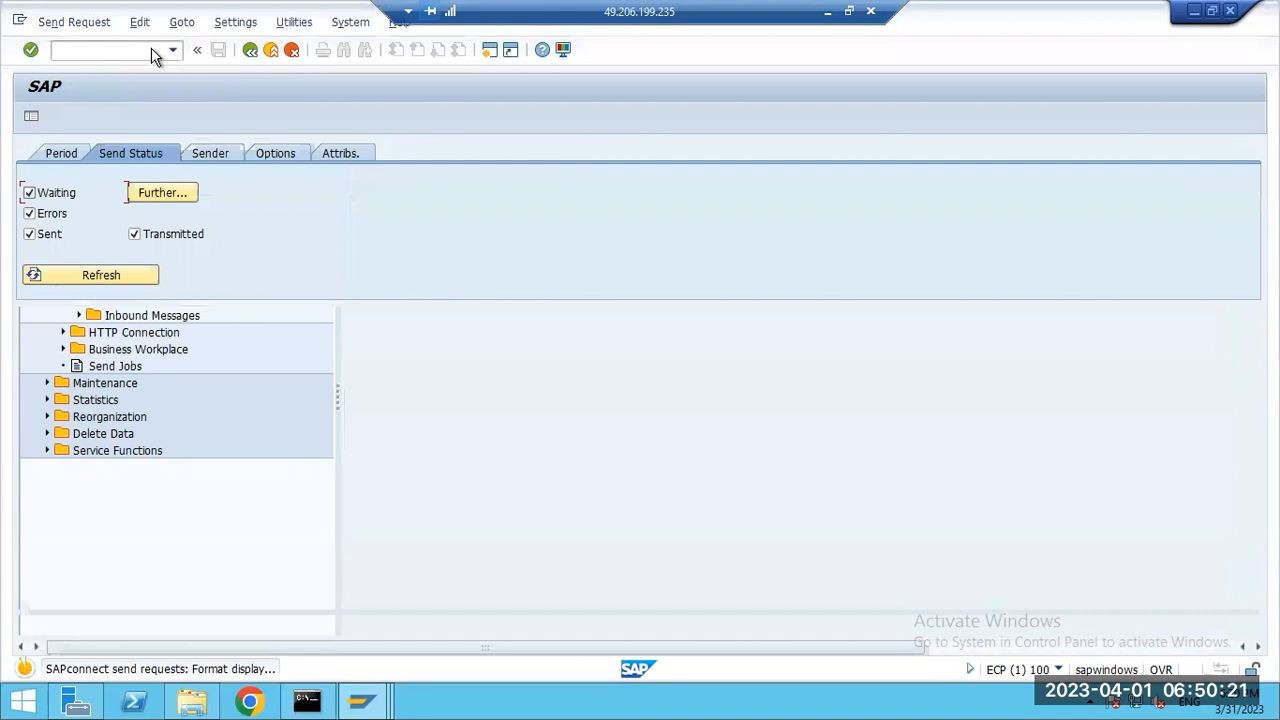 49.206.199.235
Send Request Edit Goto Settings Utilities System Help
SAP
Period Send Status Sender Options Attribs.
Waiting Further...
Errors
Sent Transmitted
Refresh
Inbound Messages
HTTP Connection
Business Workplace
Send Jobs
Maintenance
Statistics
Reorganization
Delete Data
Service Functions
Activate Windows
Go to System in Control Panel to activate Windows.
SAPconnect send requests: Format display...
SAP
ECP (1) 100 sapwindows OVR
2023-04-01 06:50:21
ENG
3/31/2023